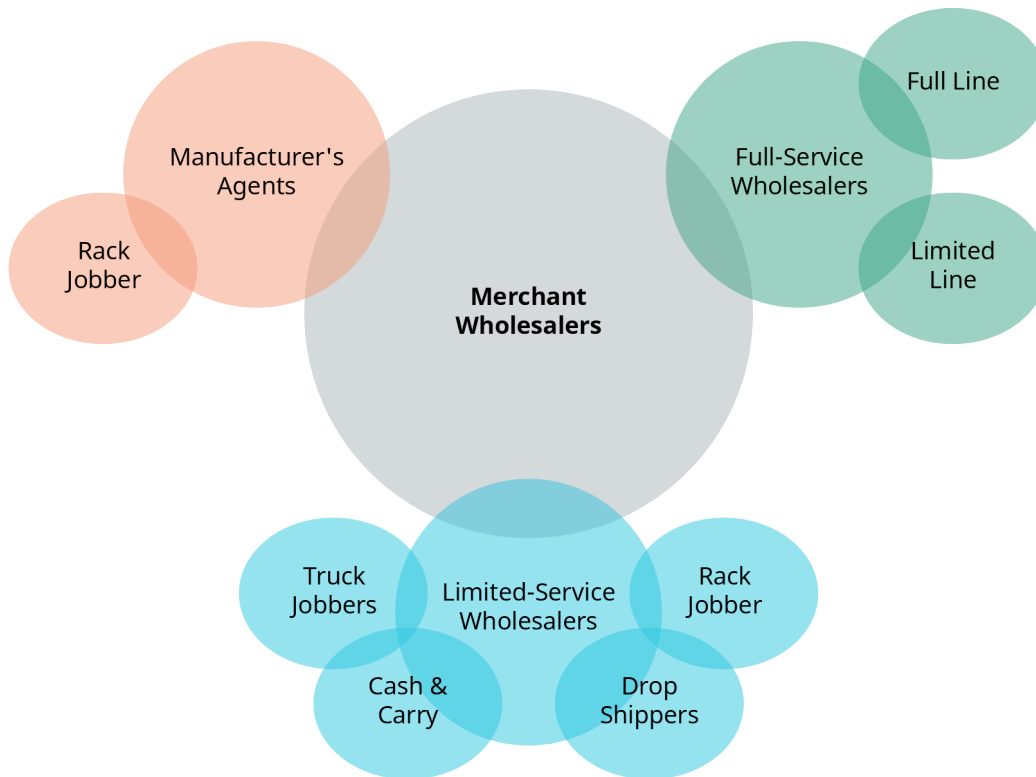 Full Line
Manufacturer's
Agents
Full-Service
Wholesalers
Rack
Jobber
Limited
Line
Merchant
Wholesalers
Truck
Jobbers
Limited-Service
Wholesalers
Rack
Jobber
Cash &
Carry
Drop
Shippers